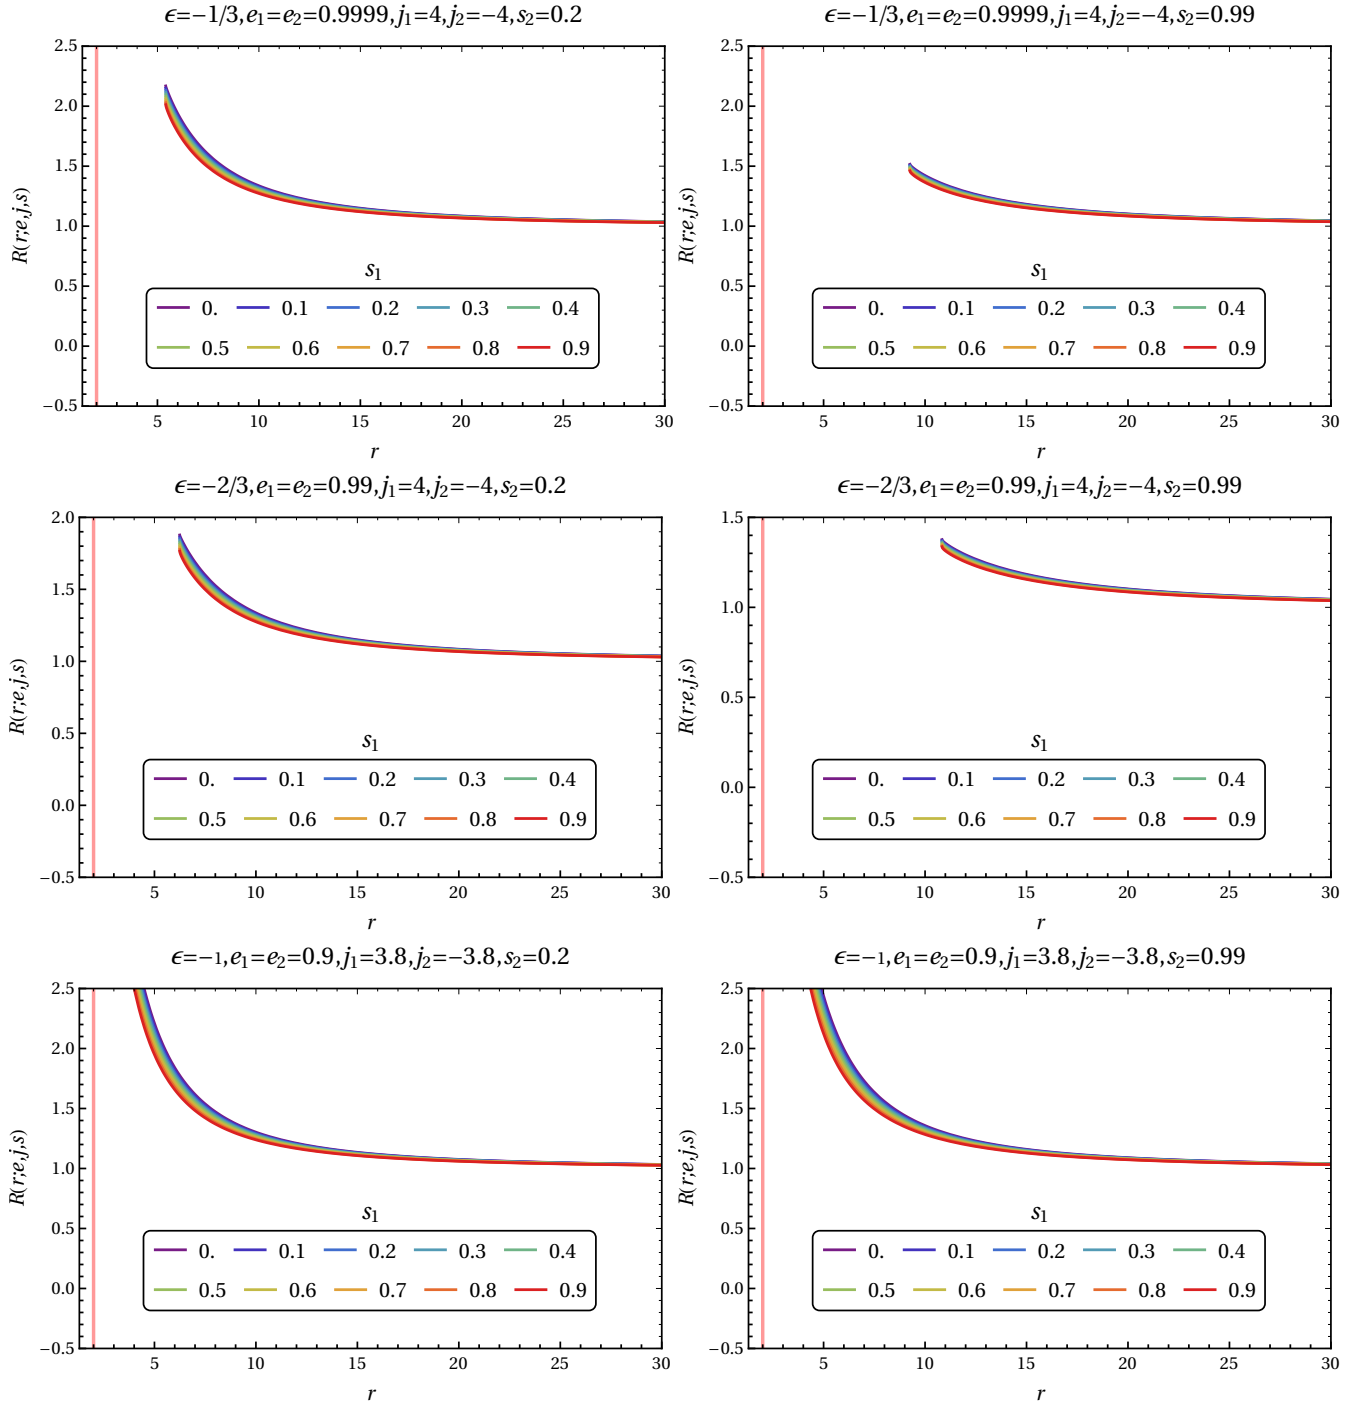 ϵ=−1/3,e1=e2=0.9999,j1=4,j2=−4,s2=0.2
2.5
2.0
1.5
1.0
0.5
0.0
−0.5
R(r;e,j,s)
s1
0. 0.1 0.2 0.3 0.4
0.5 0.6 0.7 0.8 0.9
5 10 15 20 25 30
r
ϵ=−1/3,e1=e2=0.9999,j1=4,j2=−4,s2=0.99
2.5
2.0
1.5
1.0
0.5
0.0
−0.5
R(r;e,j,s)
s1
0. 0.1 0.2 0.3 0.4
0.5 0.6 0.7 0.8 0.9
5 10 15 20 25 30
r
ϵ=−2/3,e1=e2=0.99,j1=4,j2=−4,s2=0.2
2.0
1.5
1.0
0.5
0.0
−0.5
R(r;e,j,s)
s1
0. 0.1 0.2 0.3 0.4
0.5 0.6 0.7 0.8 0.9
5 10 15 20 25 30
r
ϵ=−2/3,e1=e2=0.99,j1=4,j2=−4,s2=0.99
1.5
1.0
0.5
0.0
−0.5
R(r;e,j,s)
s1
0. 0.1 0.2 0.3 0.4
0.5 0.6 0.7 0.8 0.9
5 10 15 20 25 30
r
ϵ=−1,e1=e2=0.9,j1=3.8,j2=−3.8,s2=0.2
2.5
2.0
1.5
1.0
0.5
0.0
−0.5
R(r;e,j,s)
s1
0. 0.1 0.2 0.3 0.4
0.5 0.6 0.7 0.8 0.9
5 10 15 20 25 30
r
ϵ=−1,e1=e2=0.9,j1=3.8,j2=−3.8,s2=0.99
2.5
2.0
1.5
1.0
0.5
0.0
−0.5
R(r;e,j,s)
s1
0. 0.1 0.2 0.3 0.4
0.5 0.6 0.7 0.8 0.9
5 10 15 20 25 30
r